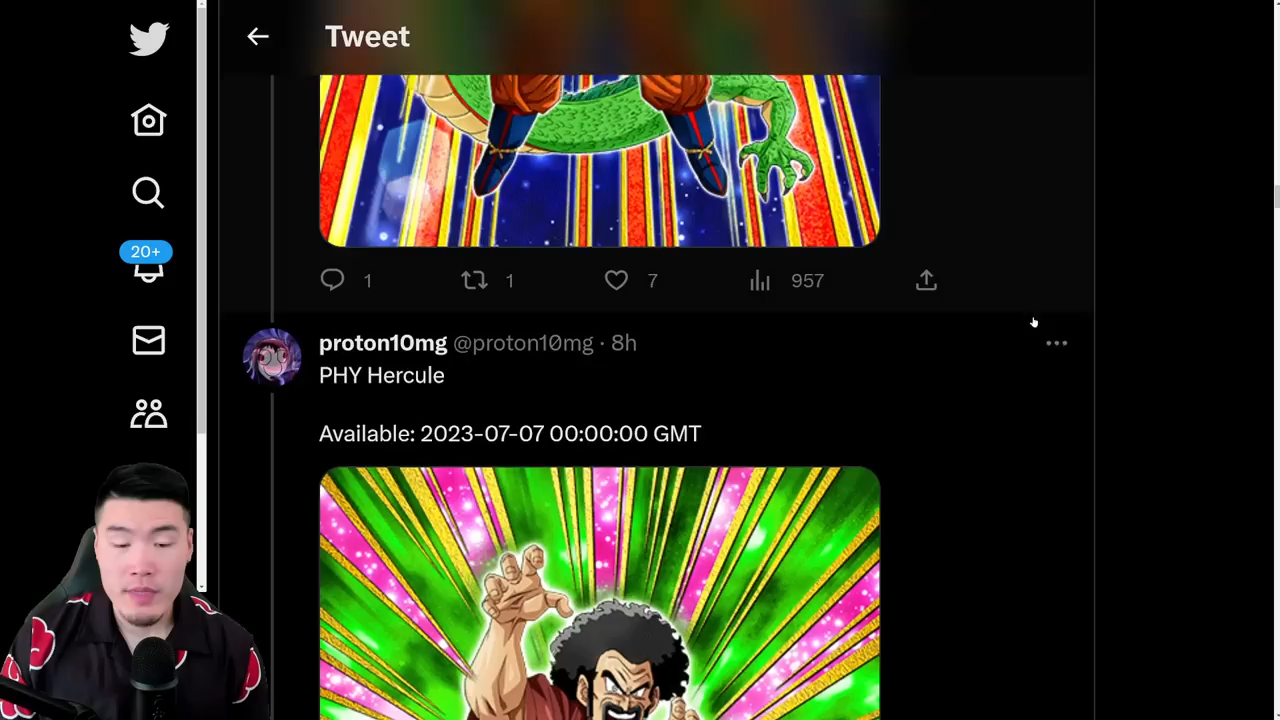 Tweet
20+
1
1
7
957
proton10mg @proton10mg · 8h
PHY Hercule
Available: 2023-07-07 00:00:00 GMT